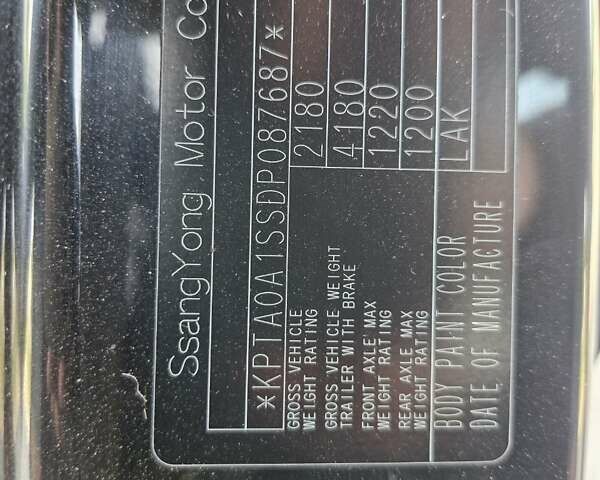 SsangYong Motor Co
*KPTA0A1SSDP087687*
GROSS VEHICLE
WEIGHT RATING 2180
GROSS VEHICLE WEIGHT
TRAILER WITH BRAKE 4180
FRONT AXLE MAX
WEIGHT RATING 1220
REAR AXLE MAX
WEIGHT RATING 1200
BODY PAINT COLOR LAK
DATE OF MANUFACTURE